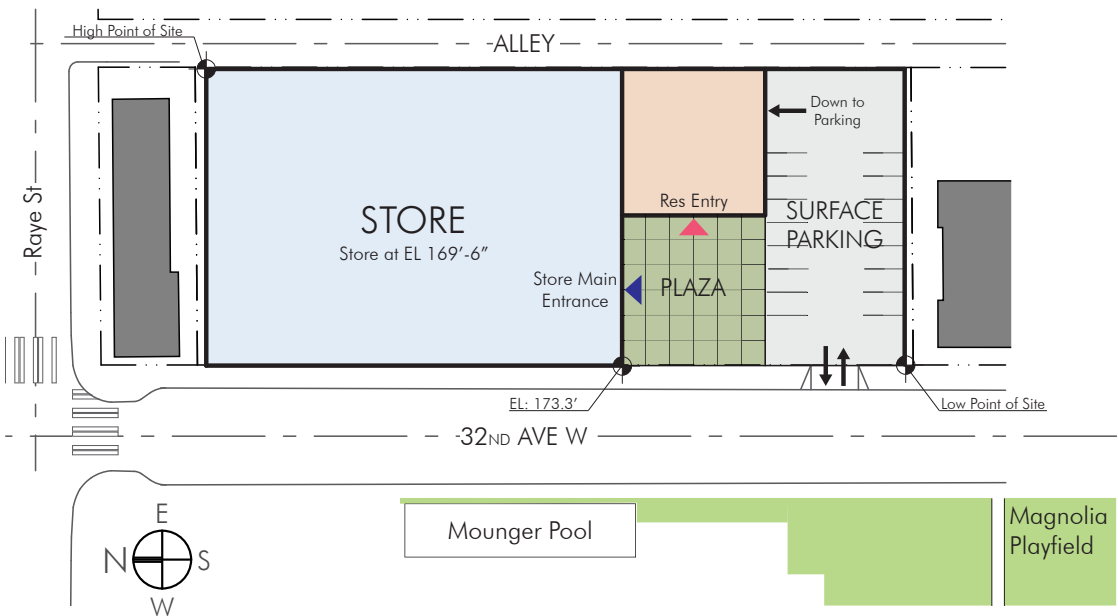 High Point of Site
ALLEY
Down to
Parking
Raye St
STORE
Store at EL 169’-6”
Res Entry
SURFACE
PARKING
Store Main
Entrance
PLAZA
EL: 173.3’
Low Point of Site
32ND AVE W
Mounger Pool
Magnolia
Playfield
E
N
S
W